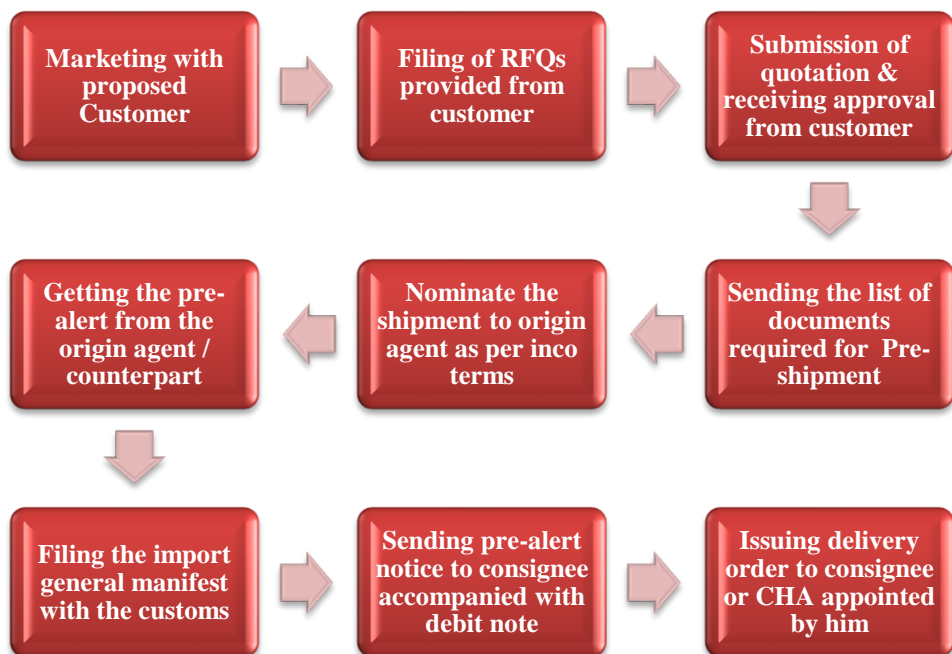 Marketing with
proposed
Customer
Filing of RFQs
provided from
customer
Submission of
quotation &
receiving approval
from customer
Sending the list of
documents
required for Pre-
shipment
Nominate the
shipment to origin
agent as per inco
terms
Getting the pre-
alert from the
origin agent /
counterpart
Filing the import
general manifest
with the customs
Sending pre-alert
notice to consignee
accompanied with
debit note
Issuing delivery
order to consignee
or CHA appointed
by him